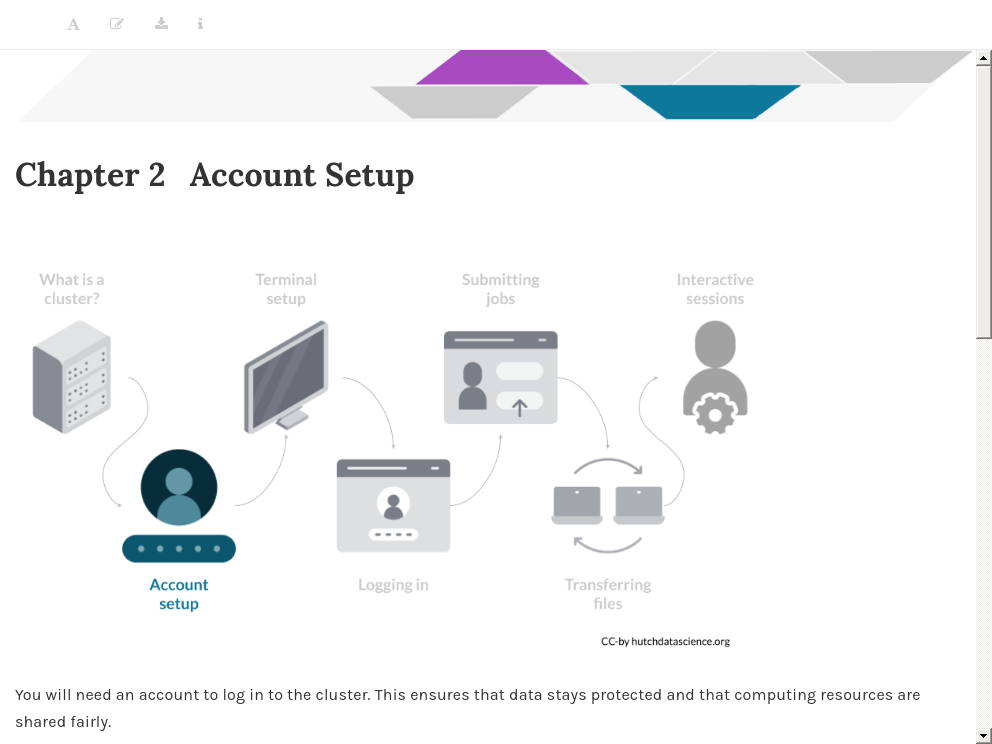 Chapter 2 Account Setup
What is a
cluster?
Terminal
setup
Submitting
jobs
Interactive
sessions
Account
setup
Logging in
Transferring
files
CC-by hutchdatascience.org
You will need an account to log in to the cluster. This ensures that data stays protected and that computing resources are
shared fairly.